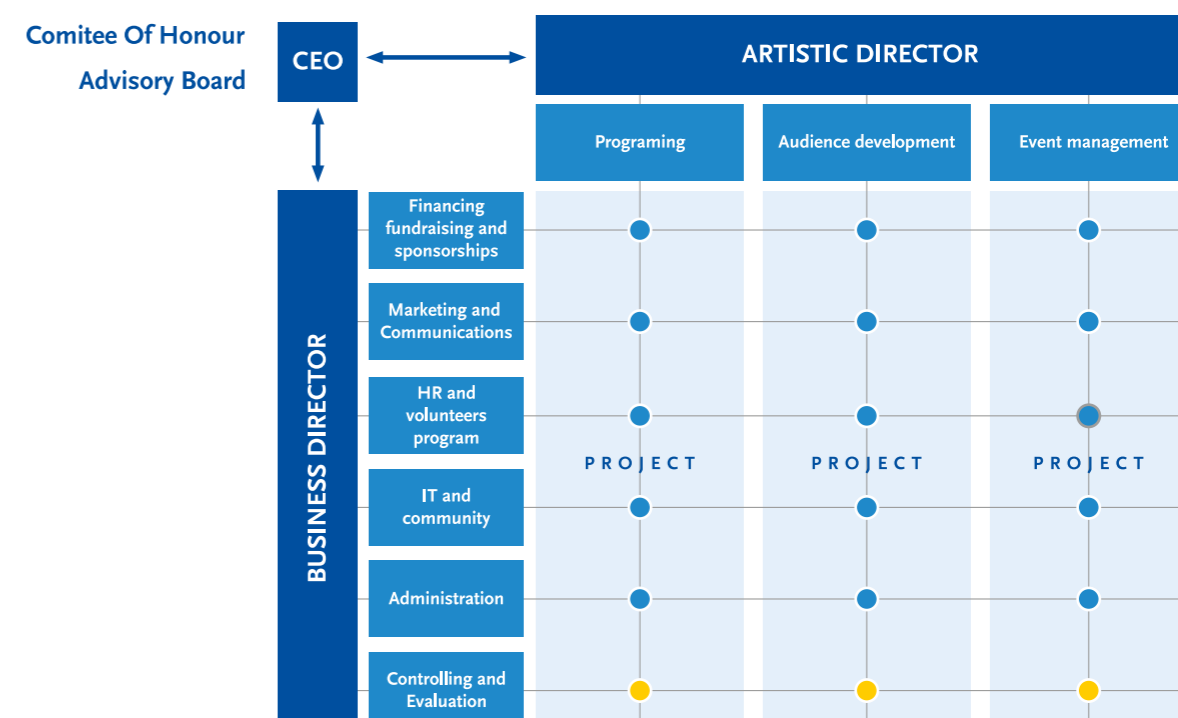 Comitee Of Honour
Advisory Board
CEO
ARTISTIC DIRECTOR
Programing
Audience development
Event management
BUSINESS DIRECTOR
Financing
fundraising and
sponsorships
Marketing and
Communications
HR and
volunteers
program
PROJECT
PROJECT
PROJECT
IT and
community
Administration
Controlling and
Evaluation